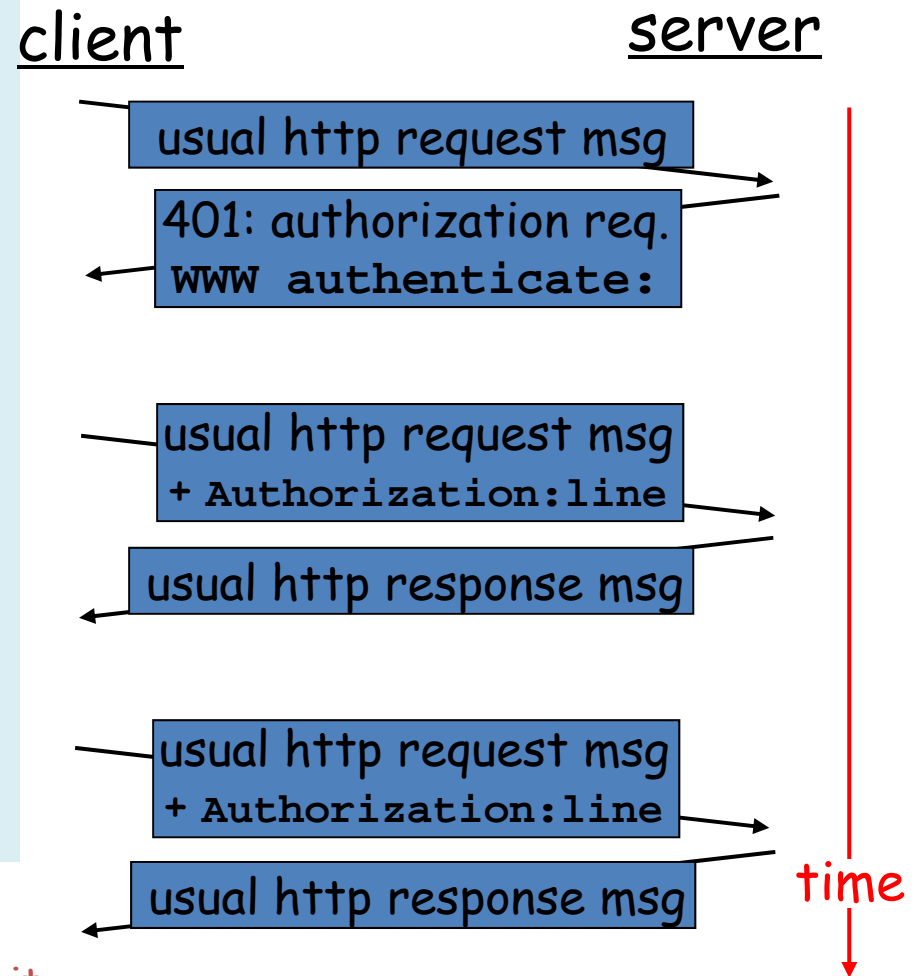 client
server
usual http request msg
401: authorization req.
WWW authenticate:
usual http request msg
+ Authorization:line
usual http response msg
usual http request msg
+ Authorization:line
usual http response msg
time